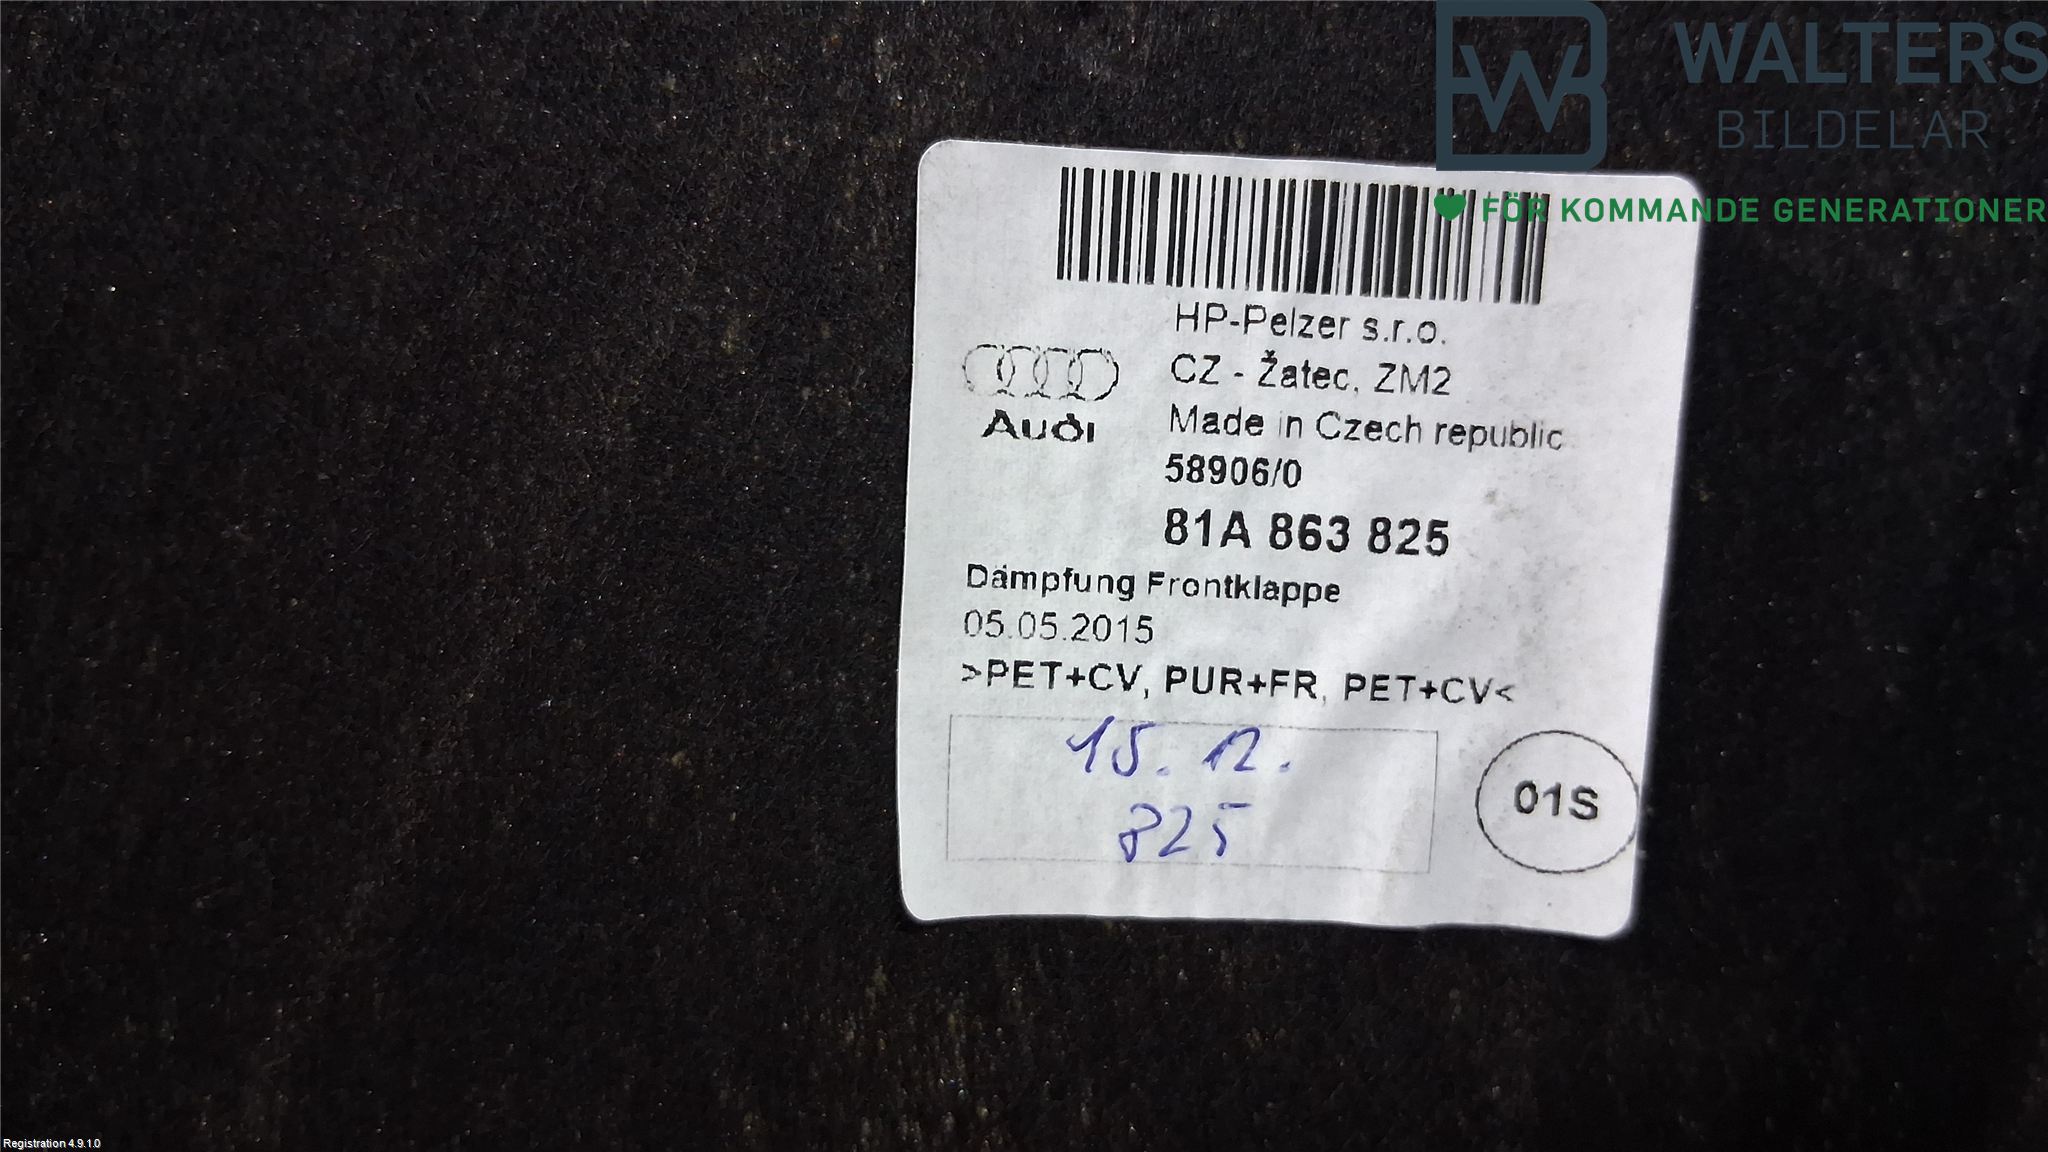 WALTERS
BILDELAR
FÖR KOMMANDE GENERATIONER
HP-Pelzer s.r.o.
CZ - Žatec, ZM2
Audi
Made in Czech republic
58906/0
81A 863 825
Dämpfung Frontklappe
05.05.2015
>PET+CV, PUR+FR, PET+CV<
15. 12.
825
01S
Registration 4.9.1.0